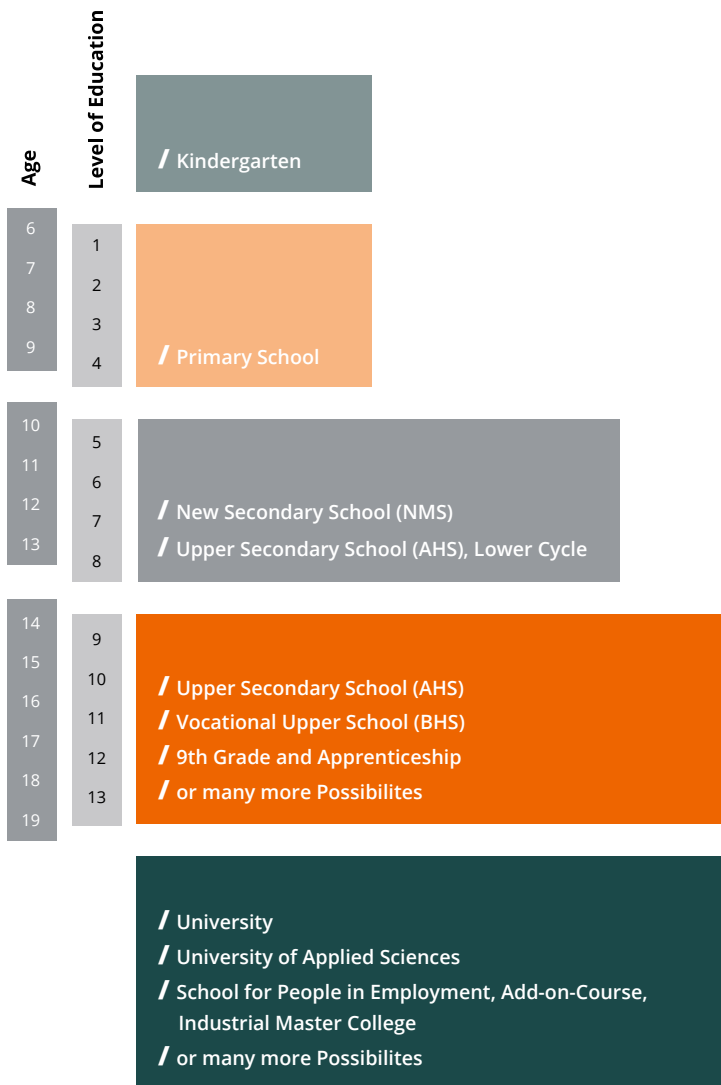 Age
Level of Education
/ Kindergarten
6
7
8
9
1
2
3
4
/ Primary School
10
11
12
13
5
6
7
8
/ New Secondary School (NMS)
/ Upper Secondary School (AHS), Lower Cycle
14
15
16
17
18
19
9
10
11
12
13
/ Upper Secondary School (AHS)
/ Vocational Upper School (BHS)
/ 9th Grade and Apprenticeship
/ or many more Possibilites
/ University
/ University of Applied Sciences
/ School for People in Employment, Add-on-Course,
Industrial Master College
/ or many more Possibilites